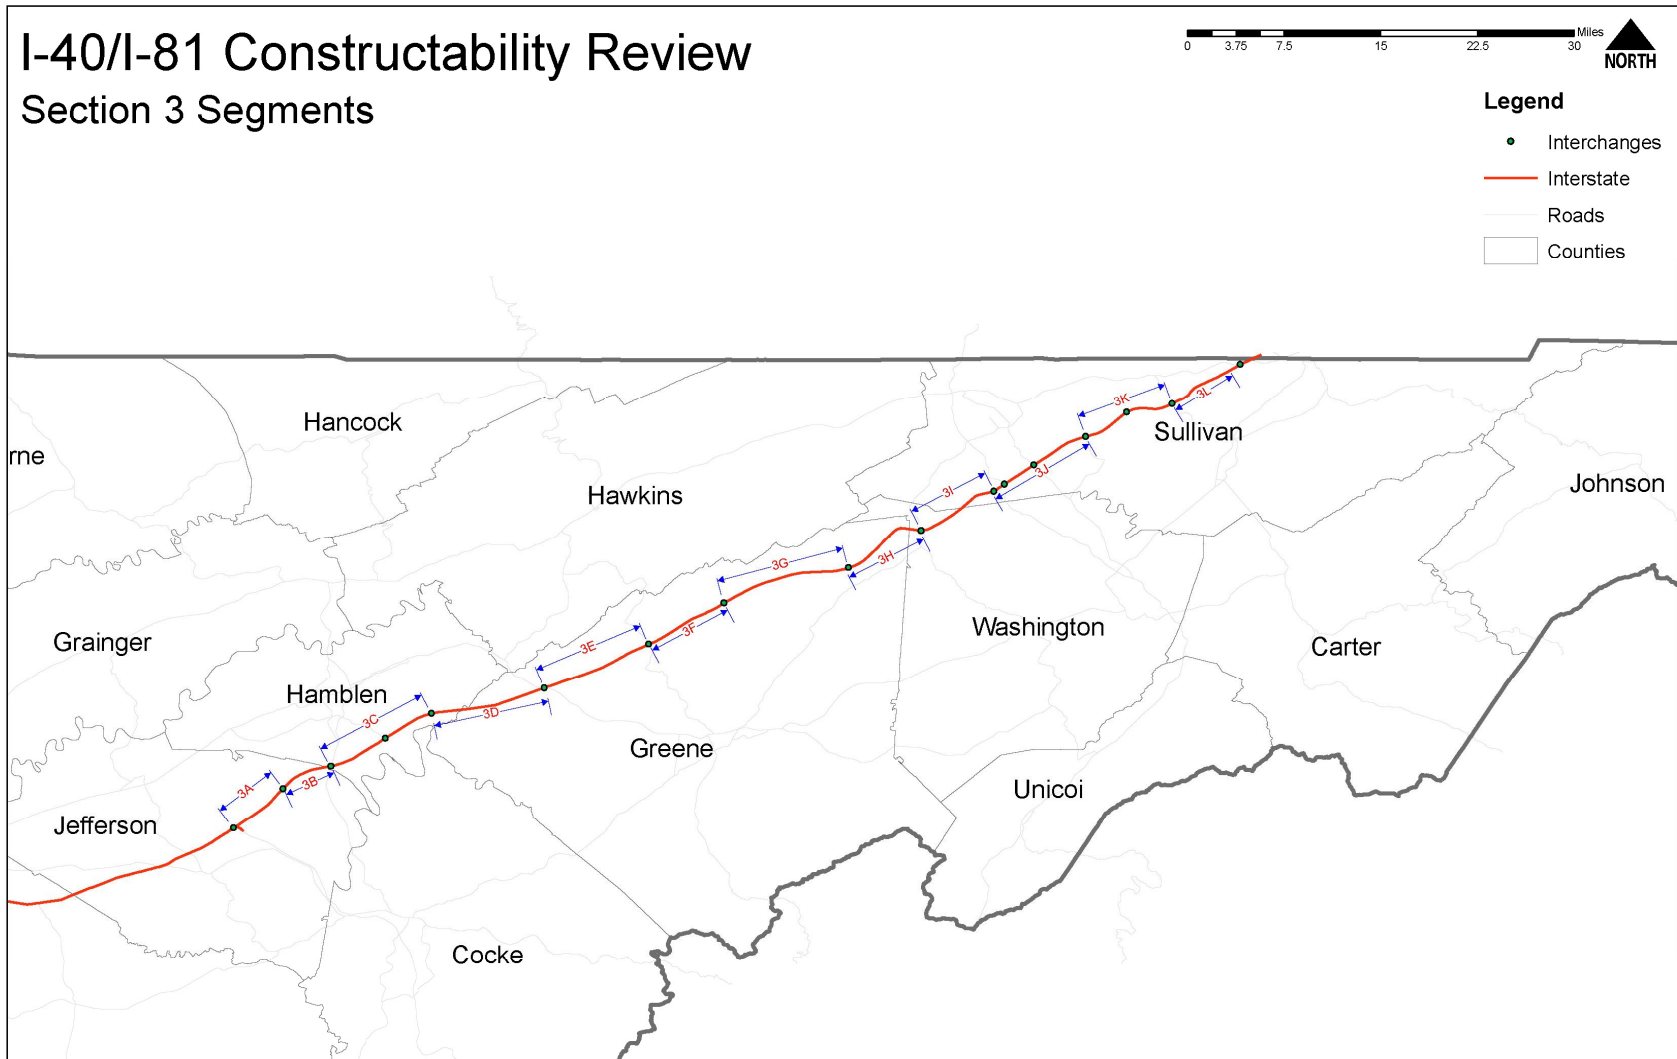 I-40/I-81 Constructability Review
Section 3 Segments
Miles
0 3.75 7.5 15 22.5 30
NORTH
Legend
Interchanges
Interstate
Roads
Counties
3K
3L
Hancock
Sullivan
rne
3J
Johnson
Hawkins
3I
3H
3G
Washington
3F
Grainger
3E
Carter
Hamblen
3D
3C
Greene
3B
3A
Unicoi
Jefferson
Cocke